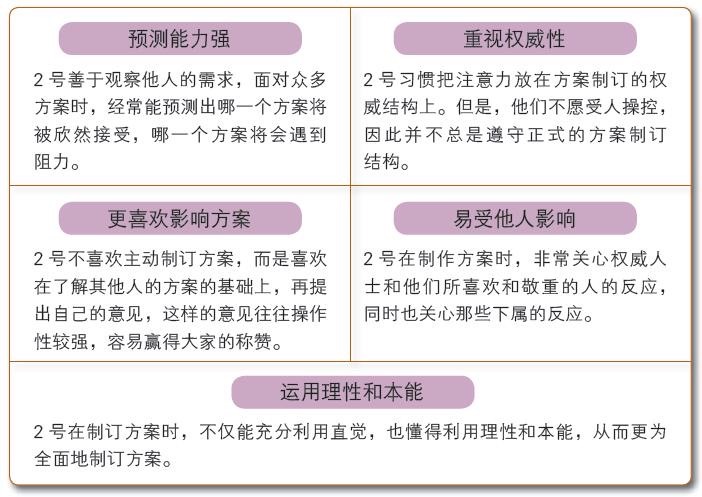 预测能力强
2号善于观察他人的需求，面对众多
方案时，经常能预测出哪一个方案将
被欣然接受，哪一个方案将会遇到
阻力。
重视权威性
2号习惯把注意力放在方案制订的权
威结构上。但是，他们不愿受人操控，
因此并不总是遵守正式的方案制订
结构。
更喜欢影响方案
2号不喜欢主动制订方案，而是喜欢
在了解其他人的方案的基础上，再提
出自己的意见，这样的意见往往操作
性较强，容易赢得大家的称赞。
易受他人影响
2号在制作方案时，非常关心权威人
士和他们所喜欢和敬重的人的反应，
同时也关心那些下属的反应。
运用理性和本能
2号在制订方案时，不仅能充分利用直觉，也懂得利用理性和本能，从而更为
全面地制订方案。